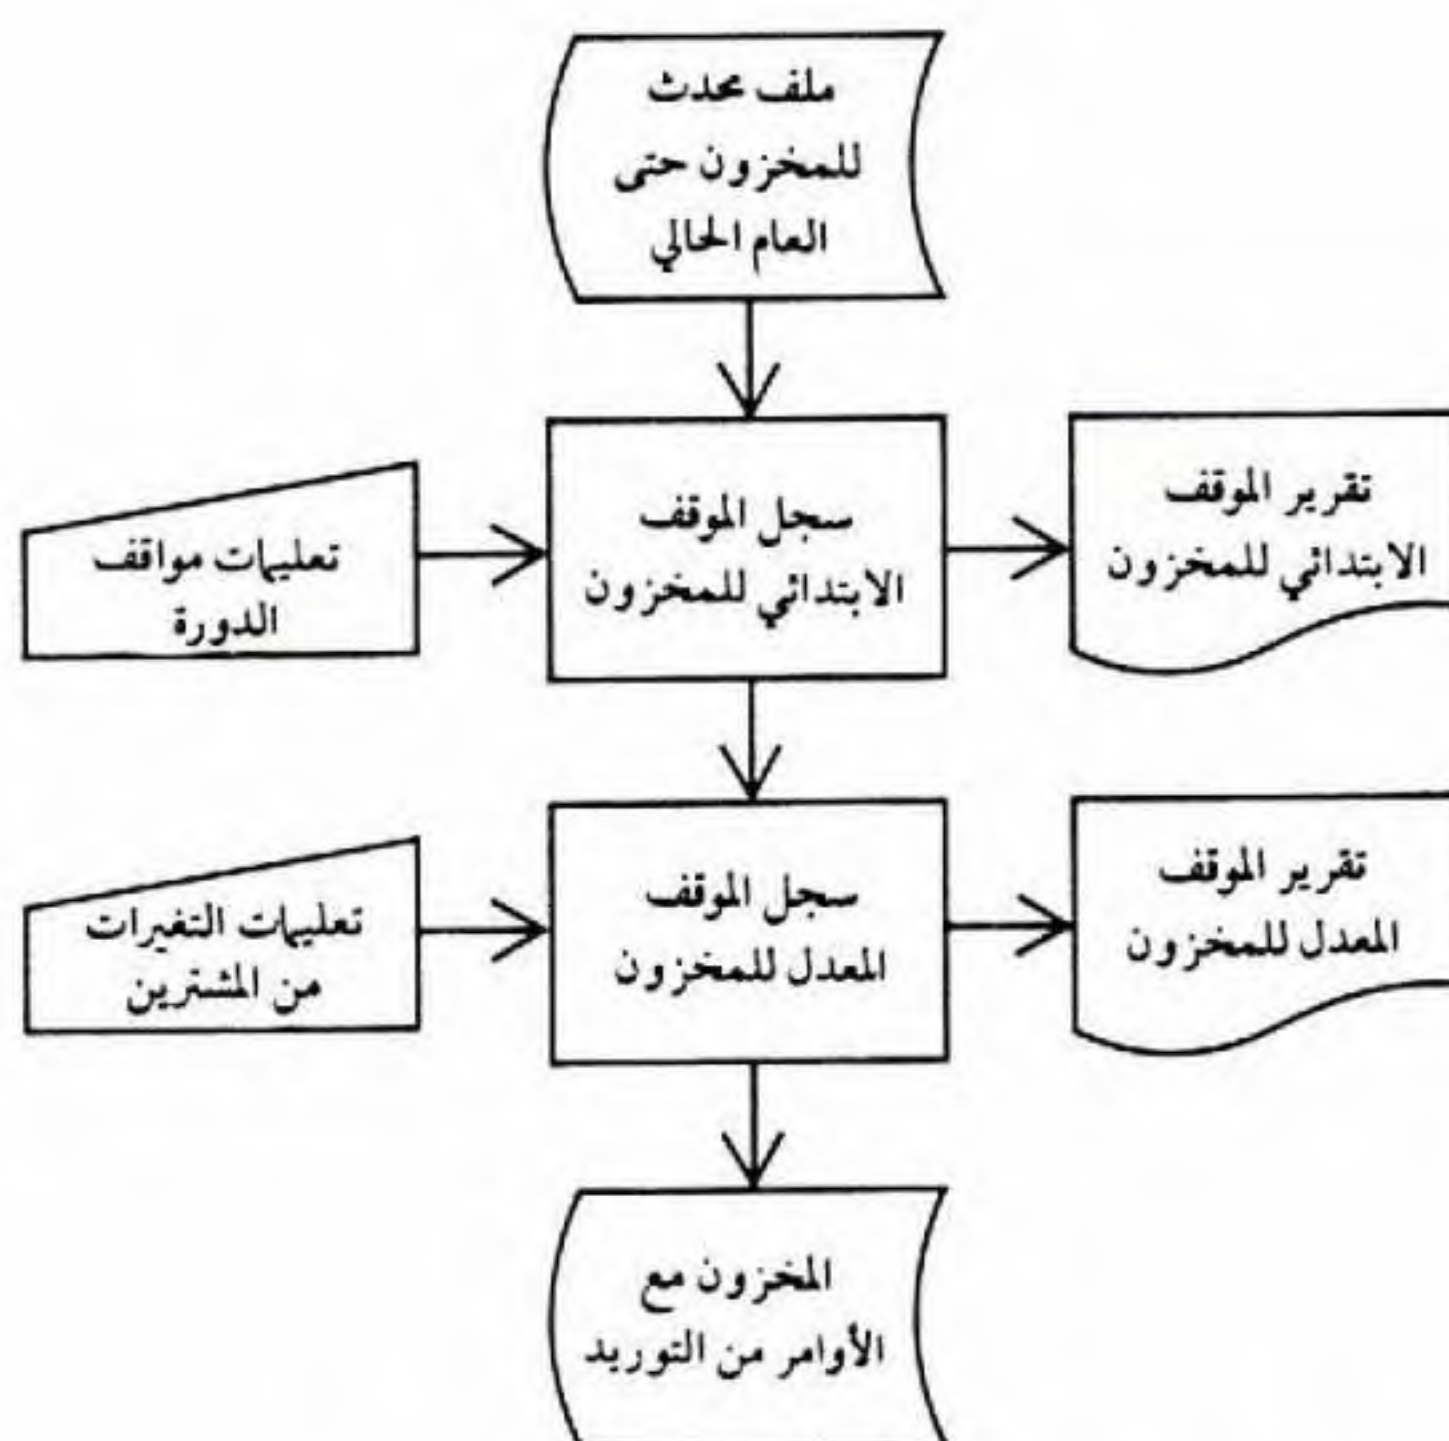 ملف محدث
للمخزون حتى
العام الحالي
سجل الموقف
الابتدائي للمخزون
تقرير الموقف
الابتدائي للمخزون
تعليمات مواقف
الدورة
سجل الموقف
المعدل للمخزون
تقرير الموقف
المعدل للمخزون
تعليمات التغيرات
من المشترين
المخزون مع
الأوامر من التوريد